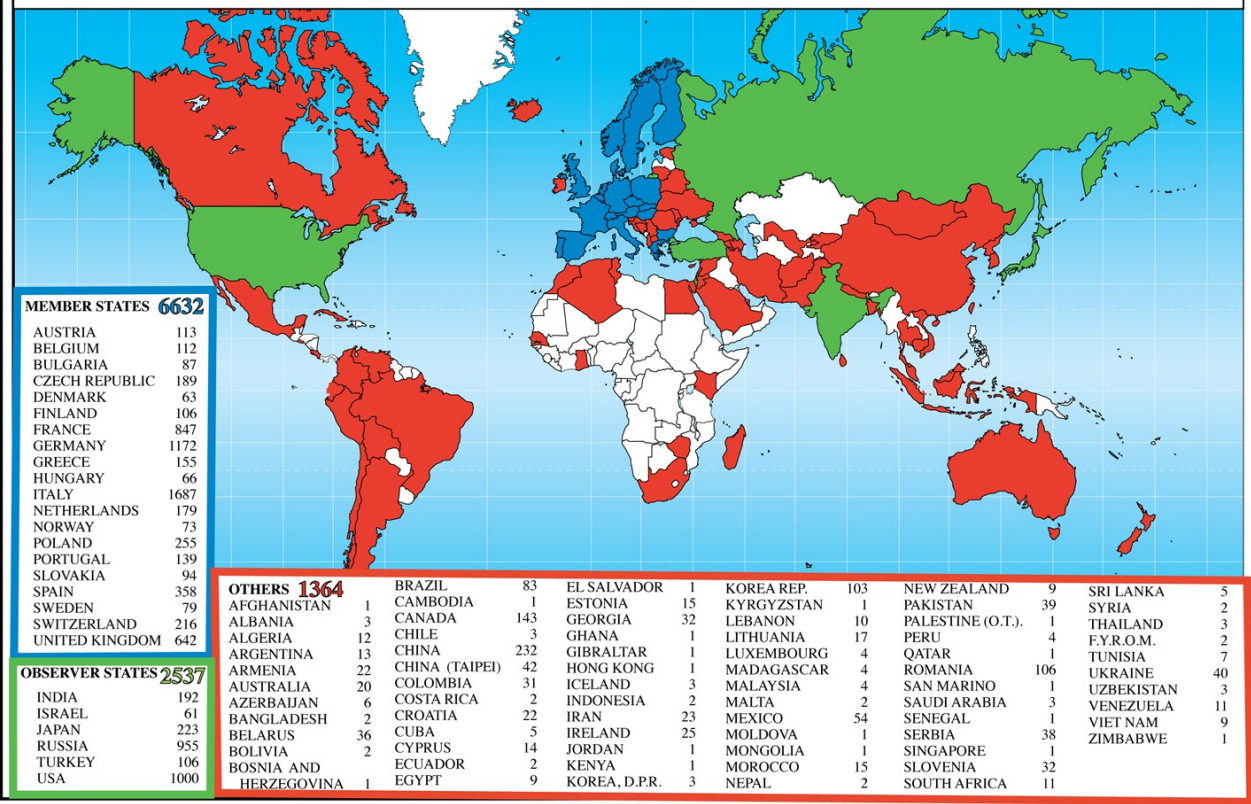 MEMBER STATES 6632
AUSTRIA 113
BELGIUM 112
BULGARIA 87
CZECH REPUBLIC 189
DENMARK 63
FINLAND 106
FRANCE 847
GERMANY 1172
GREECE 155
HUNGARY 66
ITALY 1687
NETHERLANDS 179
NORWAY 73
POLAND 255
PORTUGAL 139
SLOVAKIA 94
SPAIN 358
SWEDEN 79
SWITZERLAND 216
UNITED KINGDOM 642
OBSERVER STATES 2537
INDIA 192
ISRAEL 61
JAPAN 223
RUSSIA 955
TURKEY 106
USA 1000
OTHERS 1364
AFGHANISTAN 1
ALBANIA 3
ALGERIA 12
ARGENTINA 13
ARMENIA 22
AUSTRALIA 20
AZERBAIJAN 6
BANGLADESH 2
BELARUS 36
BOLIVIA 2
BOSNIA AND
HERZEGOVINA 1
BRAZIL 83
CAMBODIA 1
CANADA 143
CHILE 3
CHINA 232
CHINA (TAIPEI) 42
COLOMBIA 31
COSTA RICA 2
CROATIA 22
CUBA 5
CYPRUS 14
ECUADOR 2
EGYPT 9
EL SALVADOR 1
ESTONIA 15
GEORGIA 32
GHANA 1
GIBRALTAR 1
HONG KONG 1
ICELAND 3
INDONESIA 2
IRAN 23
IRELAND 25
JORDAN 1
KENYA 1
KOREA, D.P.R. 3
KOREA REP. 103
KYRGYZSTAN 1
LEBANON 10
LITHUANIA 17
LUXEMBOURG 4
MADAGASCAR 4
MALAYSIA 4
MALTA 2
MEXICO 54
MOLDOVA 1
MONGOLIA 1
MOROCCO 15
NEPAL 2
NEW ZEALAND 9
PAKISTAN 39
PALESTINE (O.T.). 1
PERU 4
QATAR 1
ROMANIA 106
SAN MARINO 1
SAUDI ARABIA 3
SENEGAL 1
SERBIA 38
SINGAPORE 1
SLOVENIA 32
SOUTH AFRICA 11
SRI LANKA 5
SYRIA 2
THAILAND 3
F.Y.R.O.M. 2
TUNISIA 7
UKRAINE 40
UZBEKISTAN 3
VENEZUELA 11
VIET NAM 9
ZIMBABWE 1